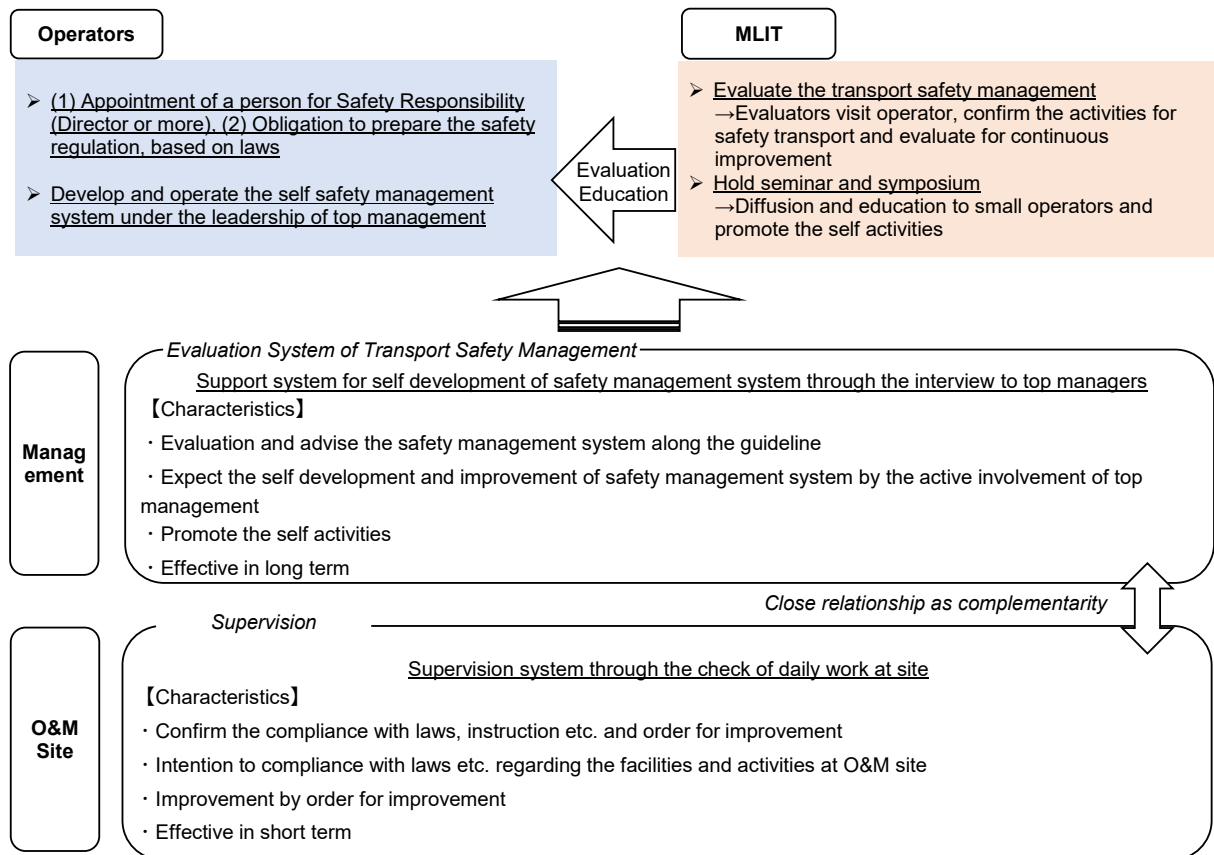 Operators
MLIT
➢ (1) Appointment of a person for Safety Responsibility
(Director or more), (2) Obligation to prepare the safety
regulation, based on laws
➢ Develop and operate the self safety management
system under the leadership of top management
Evaluation
Education
➢ Evaluate the transport safety management
→Evaluators visit operator, confirm the activities for
safety transport and evaluate for continuous
improvement
➢ Hold seminar and symposium
→Diffusion and education to small operators and
promote the self activities
Manag
ement
Evaluation System of Transport Safety Management
Support system for self development of safety management system through the interview to top managers
【Characteristics】
・Evaluation and advise the safety management system along the guideline
・Expect the self development and improvement of safety management system by the active involvement of top
management
・Promote the self activities
・Effective in long term
Close relationship as complementarity
O&M
Site
Supervision
Supervision system through the check of daily work at site
【Characteristics】
・Confirm the compliance with laws, instruction etc. and order for improvement
・Intention to compliance with laws etc. regarding the facilities and activities at O&M site
・Improvement by order for improvement
・Effective in short term